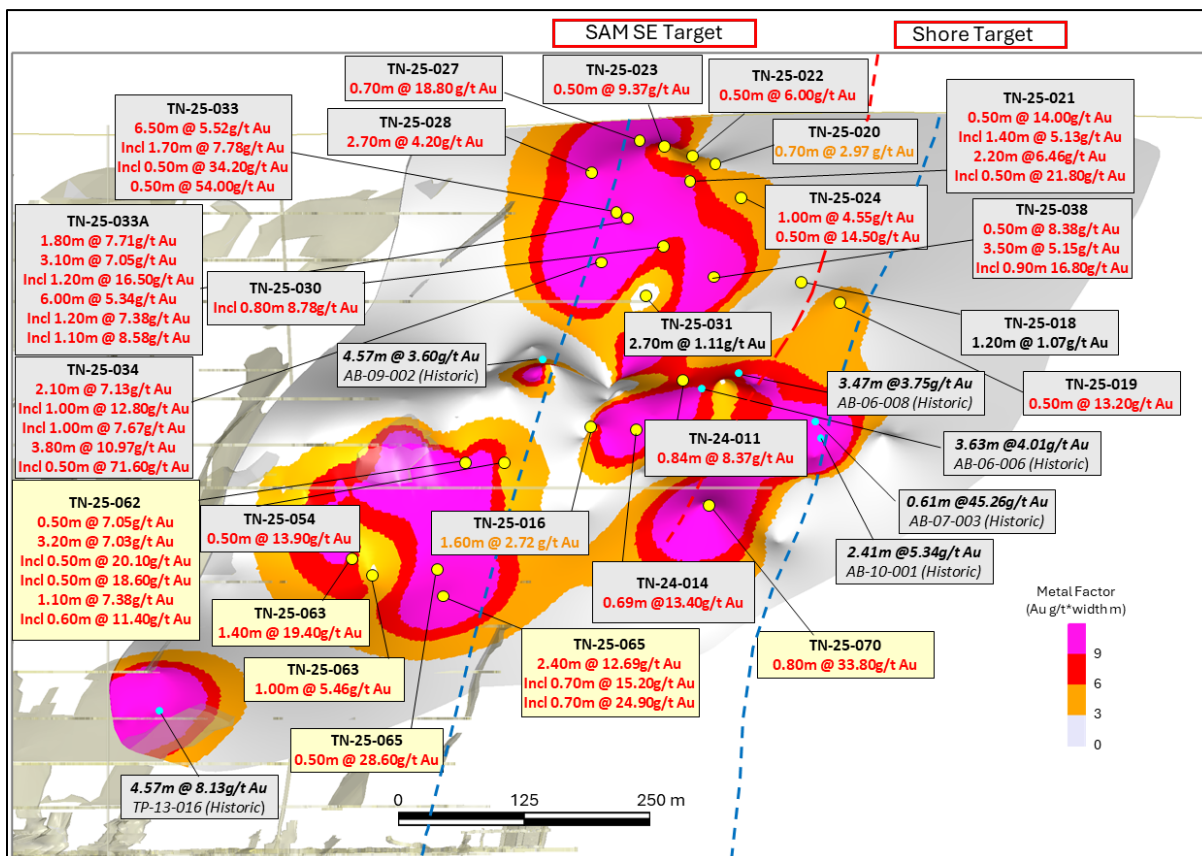 SAM SE Target
Shore Target
TN-25-027
0.70m @ 18.80 g/t Au
TN-25-023
0.50m @ 9.37g/t Au
TN-25-022
0.50m @ 6.00g/t Au
TN-25-021
0.50m @ 14.00g/t Au
Incl 1.40m @ 5.13g/t Au
2.20m @6.46g/t Au
Incl 0.50m @ 21.80g/t Au
TN-25-033
6.50m @ 5.52g/t Au
Incl 1.70m @ 7.78g/t Au
Incl 0.50m @ 34.20g/t Au
0.50m @ 54.00g/t Au
TN-25-028
2.70m @ 4.20g/t Au
TN-25-020
0.70m @ 2.97 g/t Au
TN-25-024
1.00m @ 4.55g/t Au
0.50m @ 14.50g/t Au
TN-25-038
0.50m @ 8.38g/t Au
3.50m @ 5.15g/t Au
Incl 0.90m 16.80g/t Au
TN-25-033A
1.80m @ 7.71g/t Au
3.10m @ 7.05g/t Au
Incl 1.20m @ 16.50g/t Au
6.00m @ 5.34g/t Au
Incl 1.20m @ 7.38g/t Au
Incl 1.10m @ 8.58g/t Au
TN-25-030
Incl 0.80m 8.78g/t Au
TN-25-031
2.70m @ 1.11g/t Au
TN-25-018
1.20m @ 1.07g/t Au
4.57m @ 3.60g/t Au
AB-09-002 (Historic)
TN-25-034
2.10m @ 7.13g/t Au
Incl 1.00m @ 12.80g/t Au
Incl 1.00m @ 7.67g/t Au
3.80m @ 10.97g/t Au
Incl 0.50m @ 71.60g/t Au
3.47m @3.75g/t Au
AB-06-008 (Historic)
TN-25-019
0.50m @ 13.20g/t Au
TN-24-011
0.84m @ 8.37g/t Au
3.63m @4.01g/t Au
AB-06-006 (Historic)
0.61m @45.26g/t Au
AB-07-003 (Historic)
TN-25-062
0.50m @ 7.05g/t Au
3.20m @ 7.03g/t Au
Incl 0.50m @ 20.10g/t Au
Incl 0.50m @ 18.60g/t Au
1.10m @ 7.38g/t Au
Incl 0.60m @ 11.40g/t Au
TN-25-054
0.50m @ 13.90g/t Au
TN-25-016
1.60m @ 2.72 g/t Au
2.41m @5.34g/t Au
AB-10-001 (Historic)
TN-24-014
0.69m @13.40g/t Au
TN-25-063
1.40m @ 19.40g/t Au
TN-25-063
1.00m @ 5.46g/t Au
TN-25-065
2.40m @ 12.69g/t Au
Incl 0.70m @ 15.20g/t Au
Incl 0.70m @ 24.90g/t Au
TN-25-070
0.80m @ 33.80g/t Au
TN-25-065
0.50m @ 28.60g/t Au
4.57m @ 8.13g/t Au
TP-13-016 (Historic)
Metal Factor
(Au g/t*width m)
9
6
3
0
0 125 250 m